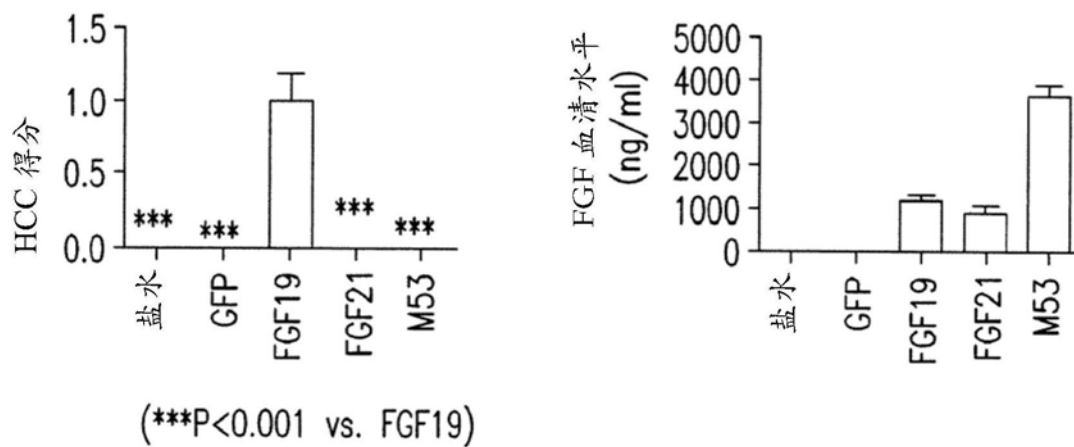 HCC 得分
1.5
1.0
0.5
0.0
***
***
***
***
盐水
GFP
FGF19
FGF21
M53
(***P<0.001 vs. FGF19)
FGF 血清水平
(ng/ml)
5000
4000
3000
2000
1000
0
盐水
GFP
FGF19
FGF21
M53